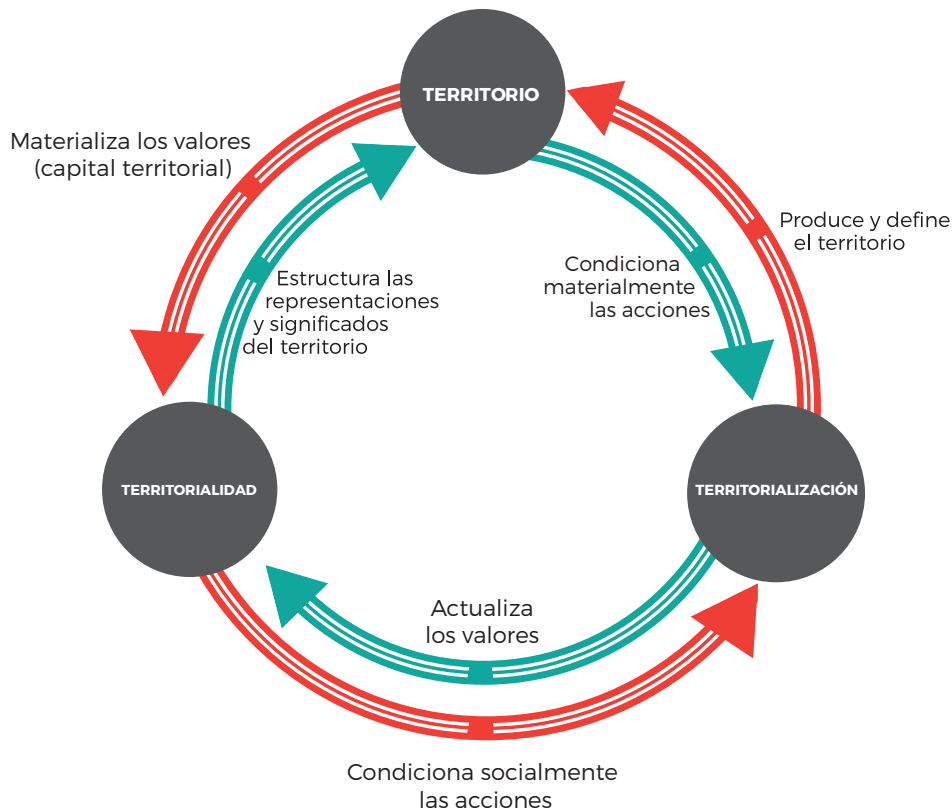 TERRITORIO
Materializa los valores
(capital territorial)
Produce y define
el territorio
Estructura las
representaciones
y significados
del territorio
Condiciona
materialmente
las acciones
TERRITORIALIDAD
TERRITORIALIZACIÓN
Actualiza
los valores
Condiciona socialmente
las acciones